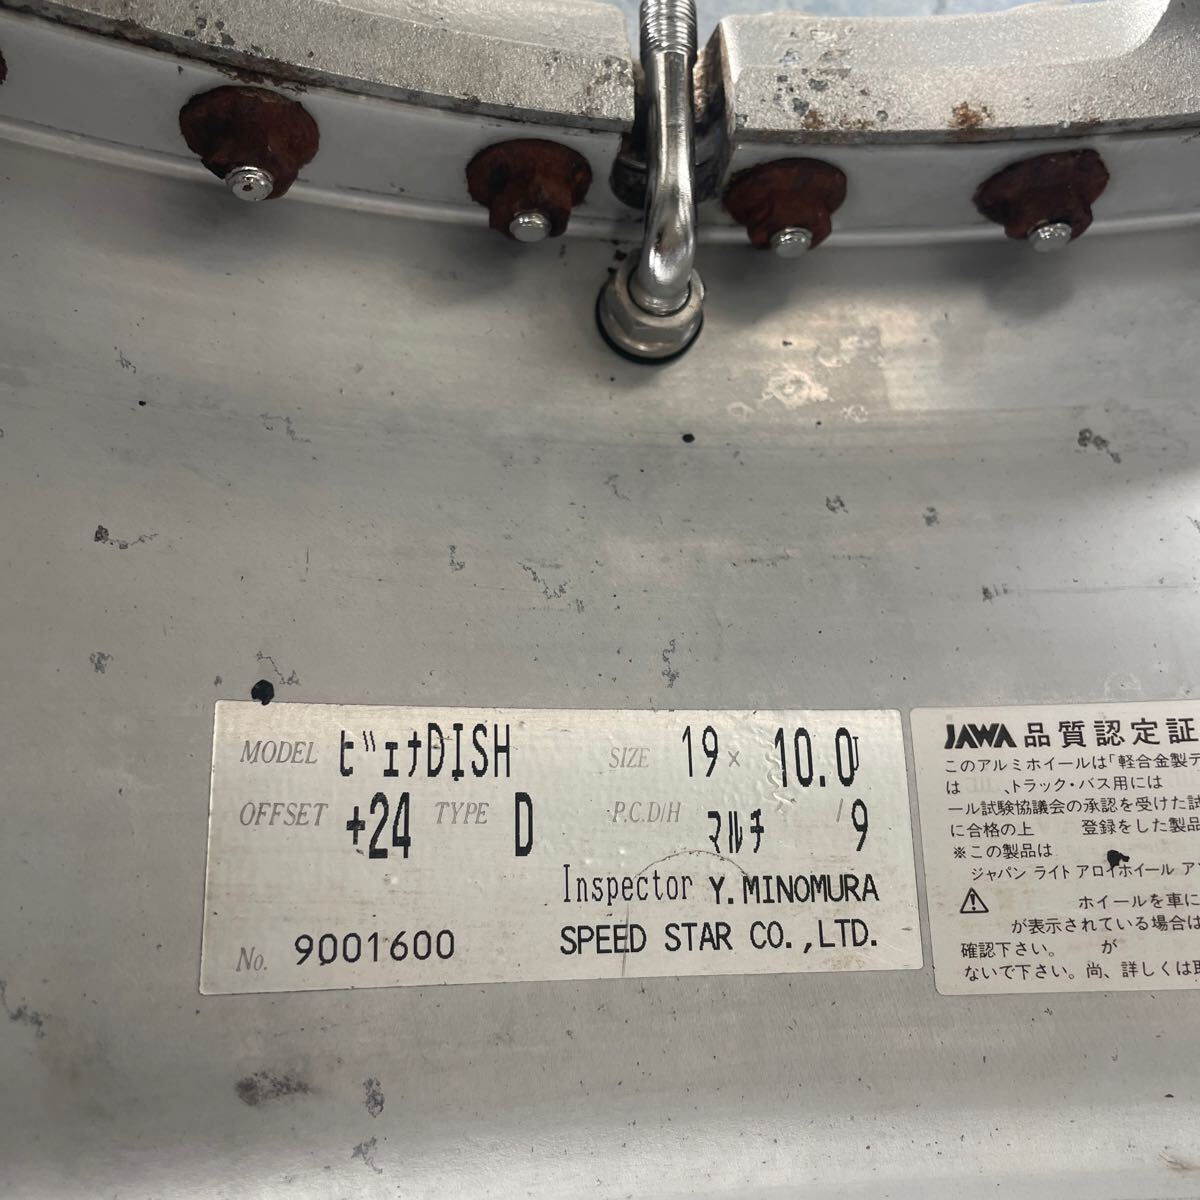 MODEL ﾋﾞｴﾅDISH SIZE 19 × 10.0J
OFFSET +24 TYPE D P.C.D/H ﾏﾙﾁ / 9
Inspector Y.MINOMURA
No. 9001600 SPEED STAR CO.,LTD.
JAWA 品質認定証
このアルミホイールは「軽合金製デ
は 、トラック・バス用には
ール試験協議会の承認を受けた試
に合格の上 登録をした製品
※この製品は
ジャパン ライト アロイホイール ア
ホイールを車に
が表示されている場合は
確認下さい。 が
ないで下さい。尚、詳しくは取